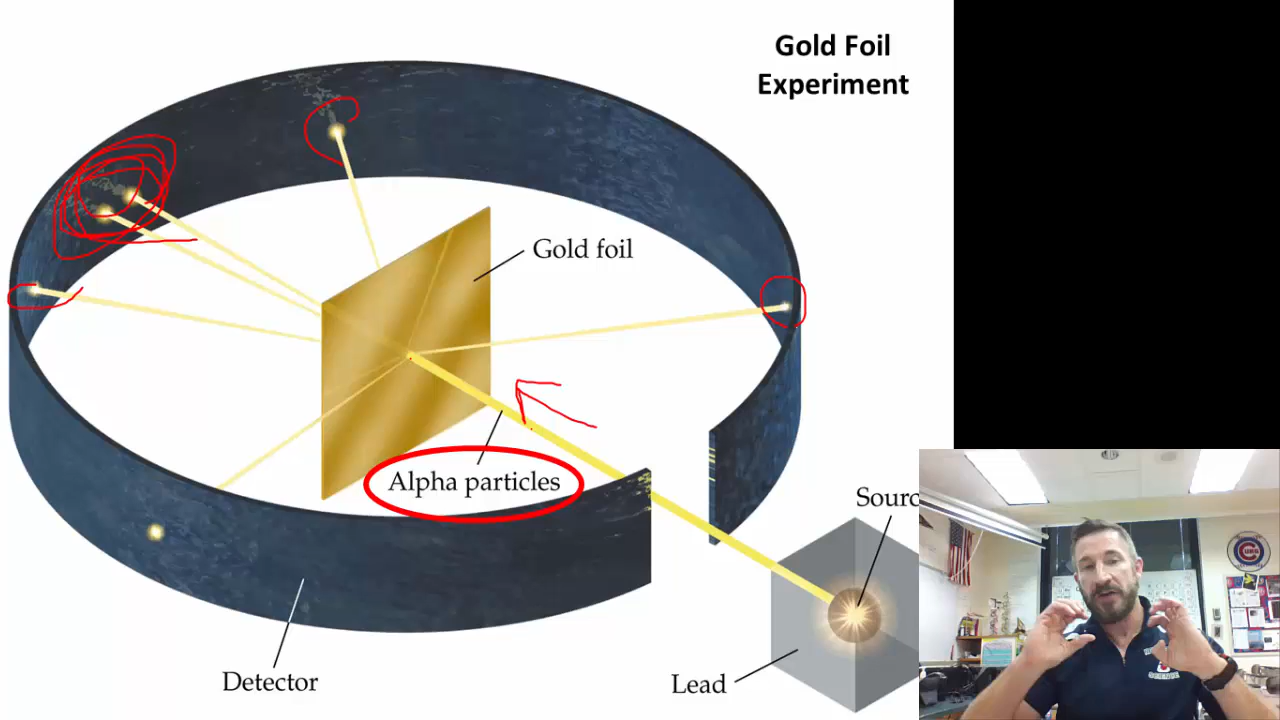 Gold Foil
Experiment
Gold foil
Alpha particles
Sourc
Detector
Lead